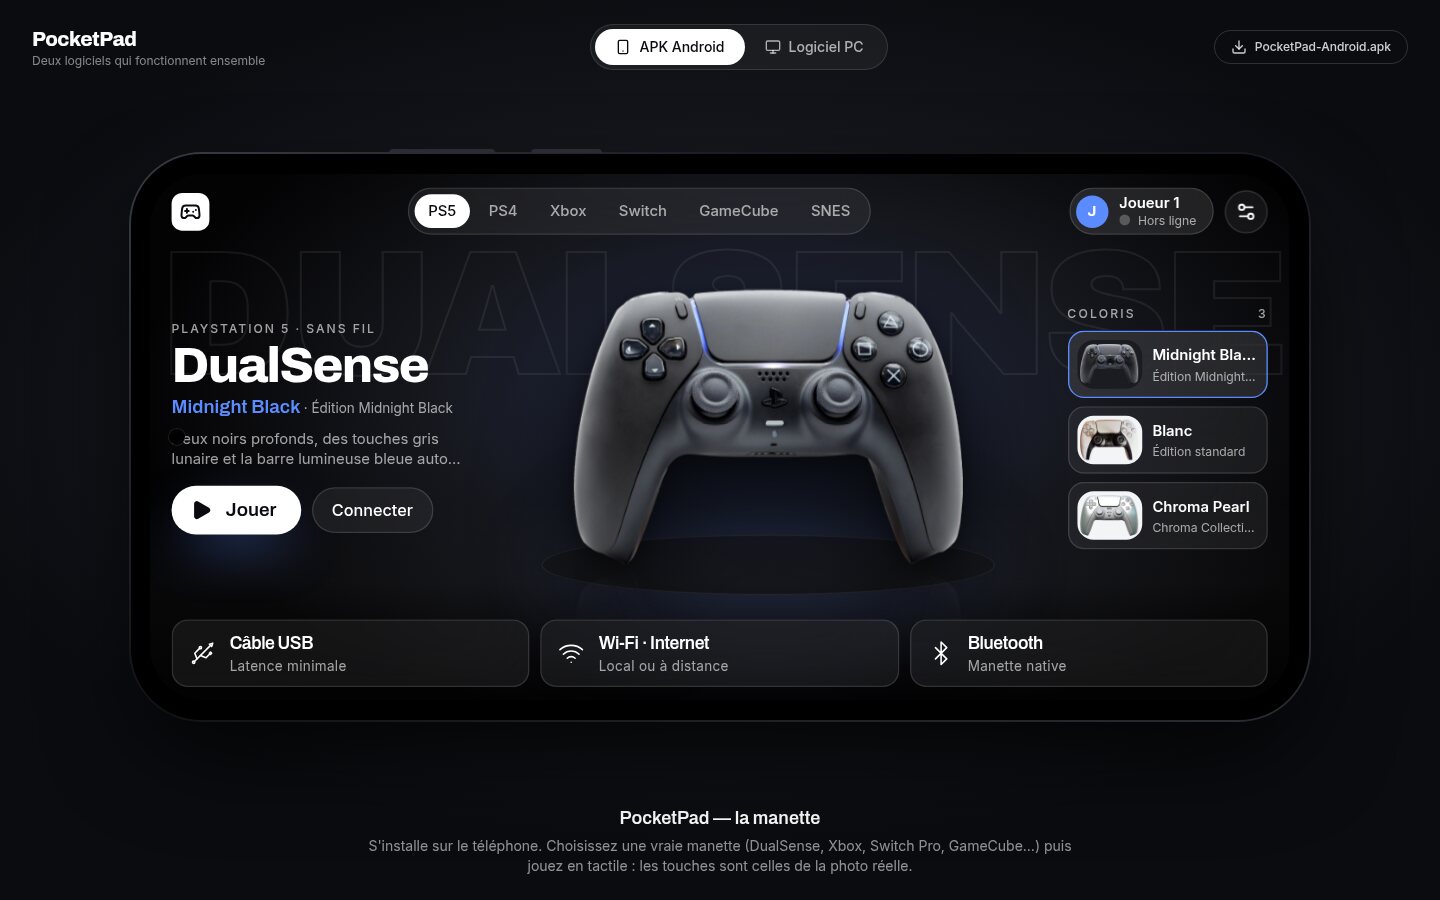 PocketPad
Deux logiciels qui fonctionnent ensemble
APK Android
Logiciel PC
PocketPad-Android.apk
PS5
PS4
Xbox
Switch
GameCube
SNES
J
Joueur 1
Hors ligne
DUALSENSE
PLAYSTATION 5 · SANS FIL
DualSense
Midnight Black · Édition Midnight Black
eux noirs profonds, des touches gris
lunaire et la barre lumineuse bleue auto...
Jouer
Connecter
COLORIS
3
Midnight Bla...
Édition Midnight...
Blanc
Édition standard
Chroma Pearl
Chroma Collecti...
Câble USB
Latence minimale
Wi-Fi · Internet
Local ou à distance
Bluetooth
Manette native
PocketPad — la manette
S'installe sur le téléphone. Choisissez une vraie manette (DualSense, Xbox, Switch Pro, GameCube...) puis
jouez en tactile : les touches sont celles de la photo réelle.